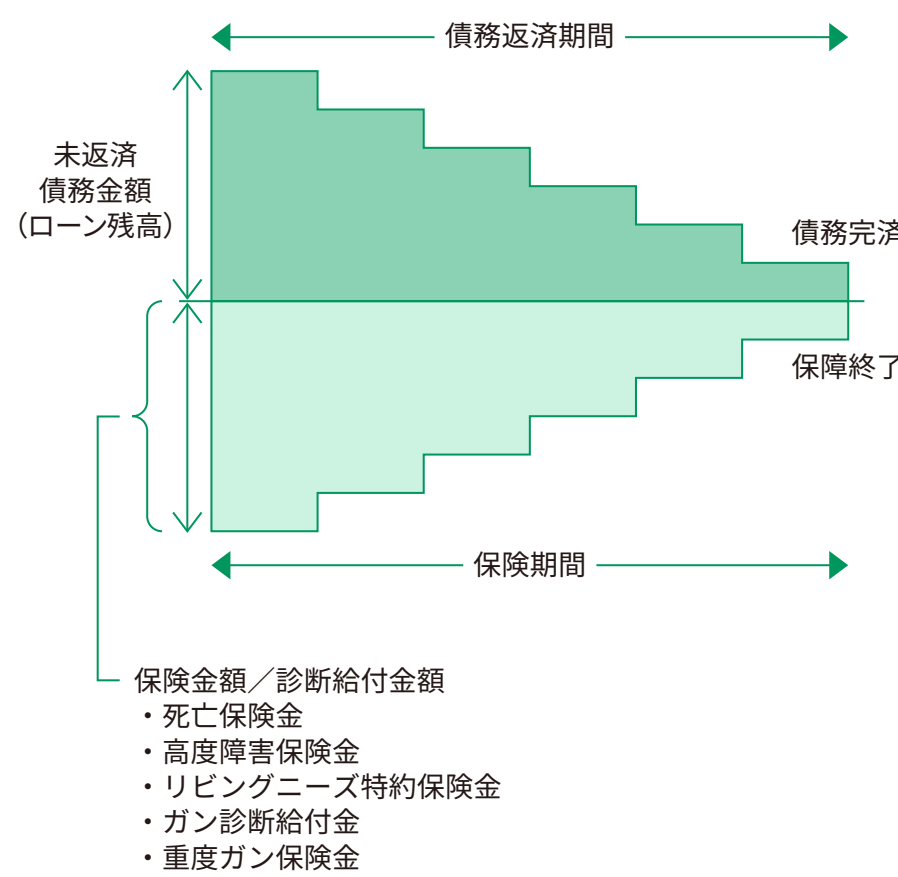 債務返済期間
未返済
債務金額
（ローン残高）
債務完済
保障終了
保険期間
保険金額／診断給付金額
・死亡保険金
・高度障害保険金
・リビングニーズ特約保険金
・ガン診断給付金
・重度ガン保険金